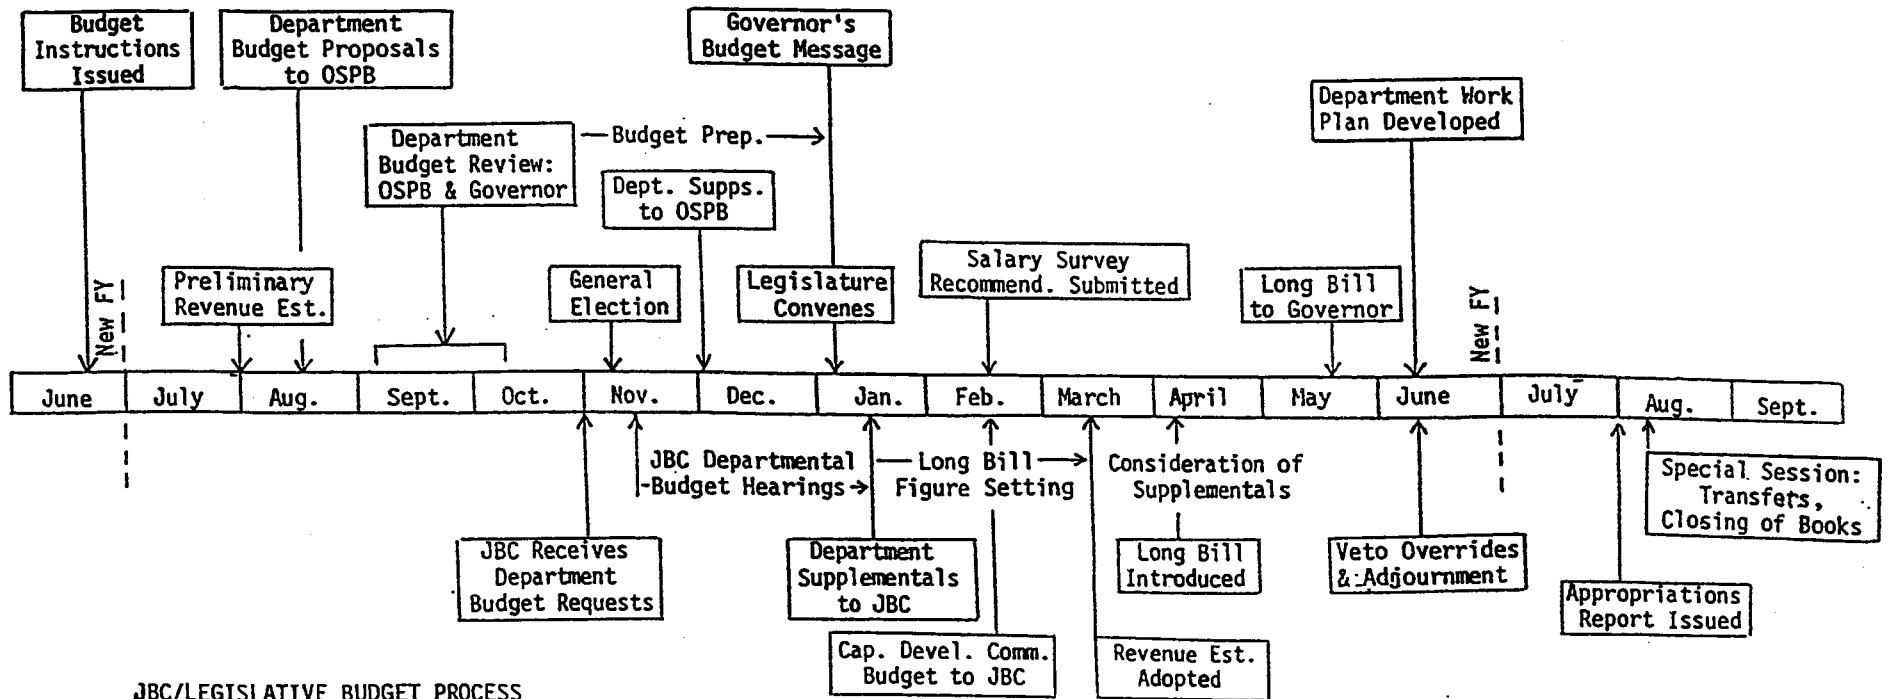 Budget
Instructions
Issued
Department
Budget Proposals
to OSPB
Governor's
Budget Message
Department Work
Plan Developed
Department
Budget Review:
OSPB & Governor
Budget Prep.
Dept. Supps.
to OSPB
New FY
Preliminary
Revenue Est.
General
Election
Legislature
Convenes
Salary Survey
Recommend. Submitted
Long Bill
to Governor
New FY
June July Aug. Sept. Oct. Nov. Dec. Jan. Feb. March April May June July Aug. Sept.
JBC Departmental
Budget Hearings
Long Bill
Figure Setting
Consideration of
Supplementals
Special Session:
Transfers,
Closing of Books
JBC Receives
Department
Budget Requests
Department
Supplementals
to JBC
Long Bill
Introduced
Veto Overrides
& Adjournment
Appropriations
Report Issued
Cap. Devel. Comm.
Budget to JBC
Revenue Est.
Adopted
JBC/LEGISLATIVE BUDGET PROCESS